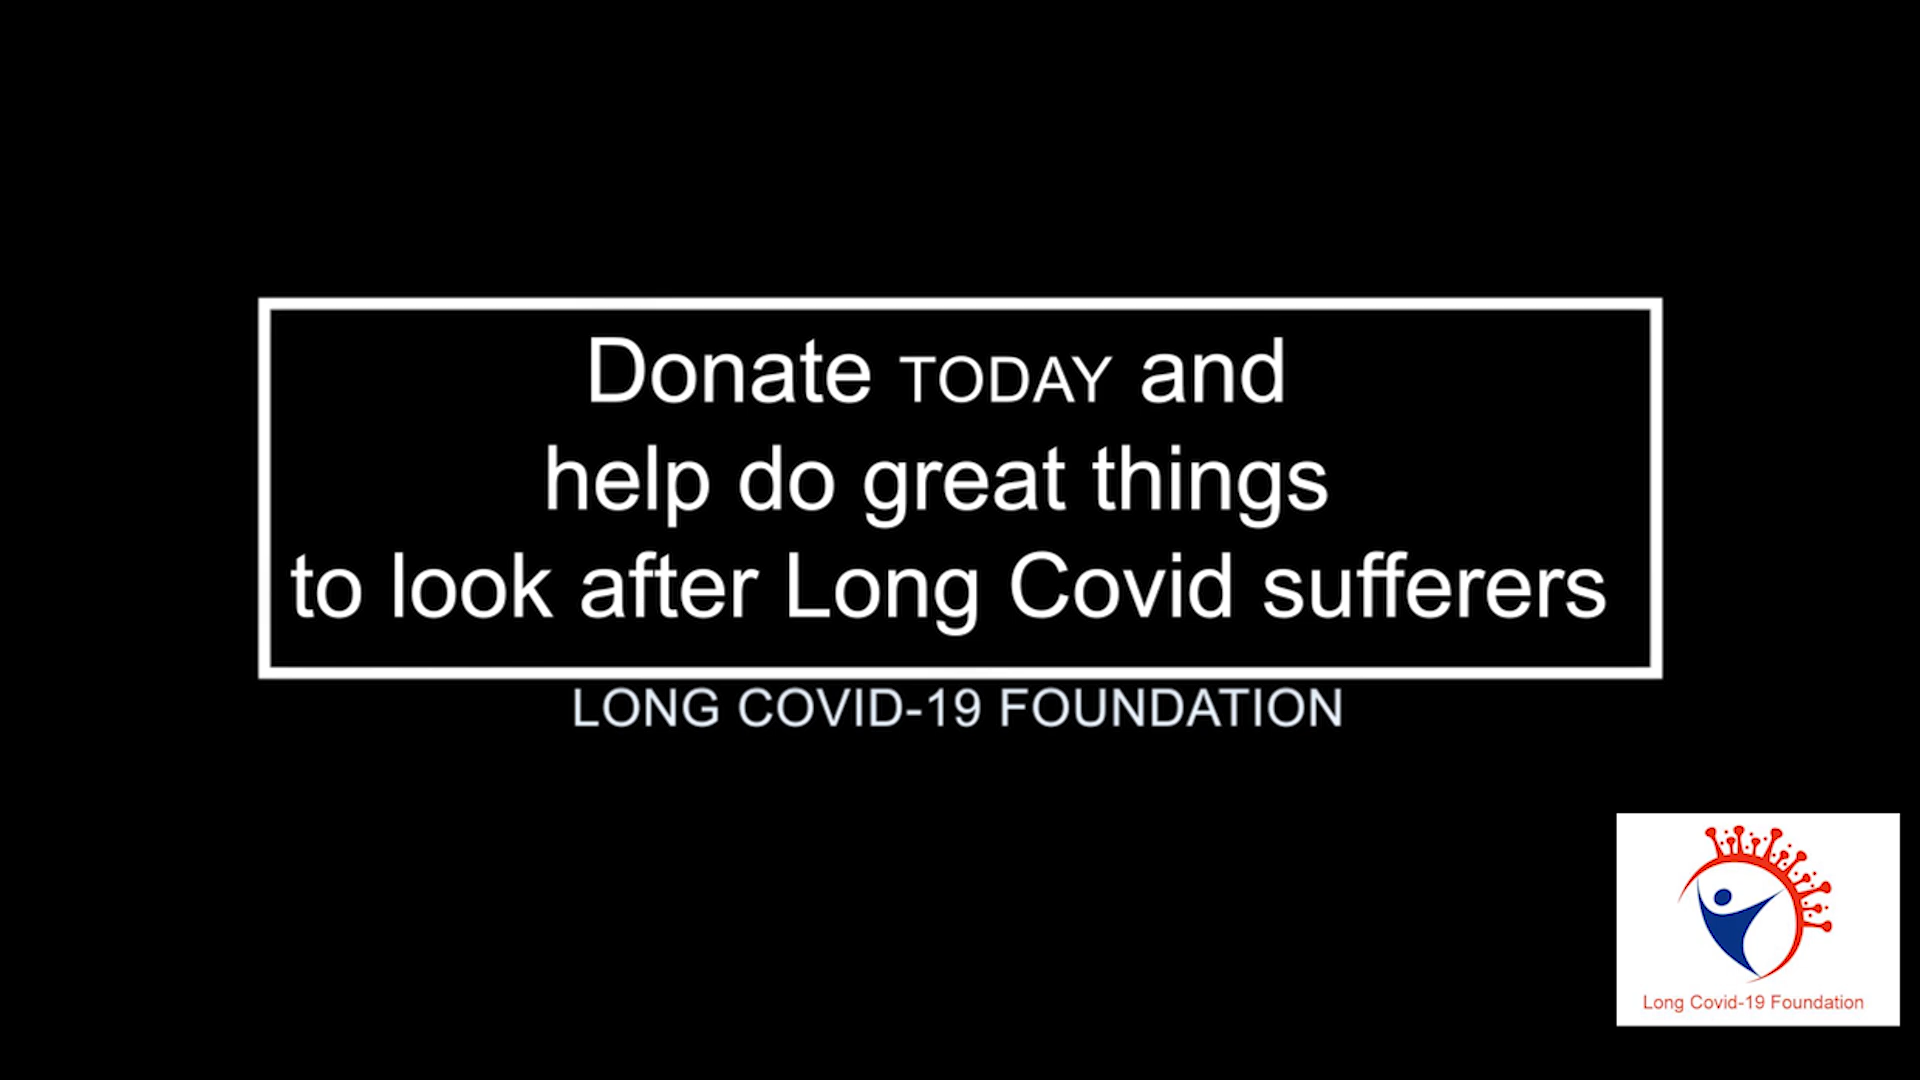 Donate TODAY and
help do great things
to look after Long Covid sufferers
LONG COVID-19 FOUNDATION
Long Covid-19 Foundation